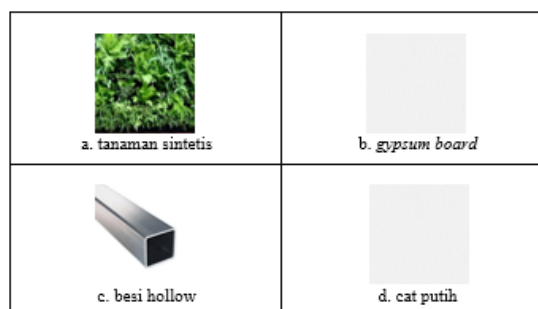 a. tanaman sintetis
b. gypsum board
c. besi hollow
d. cat putih